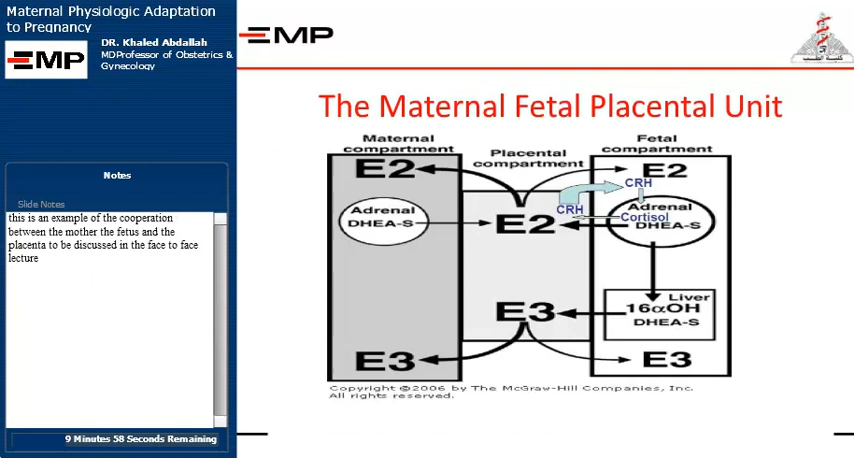 Maternal Physiologic Adaptation
to Pregnancy
EMP
DR. Khaled Abdallah
MDProfessor of Obstetrics &
Gynecology
Notes
Slide Notes
this is an example of the cooperation
between the mother the fetus and the
placenta to be discussed in the face to face
lecture
9 Minutes 58 Seconds Remaining
EMP
The Maternal Fetal Placental Unit
Maternal
compartment
Placental
compartment
Fetal
compartment
E2
E2
CRH
CRH
Adrenal
DHEA-S
E2
Cortisol
Adrenal
DHEA-S
Liver
16αOH
DHEA-S
E3
E3
E3
Copyright ©2006 by The McGraw-Hill Companies, Inc.
All rights reserved.